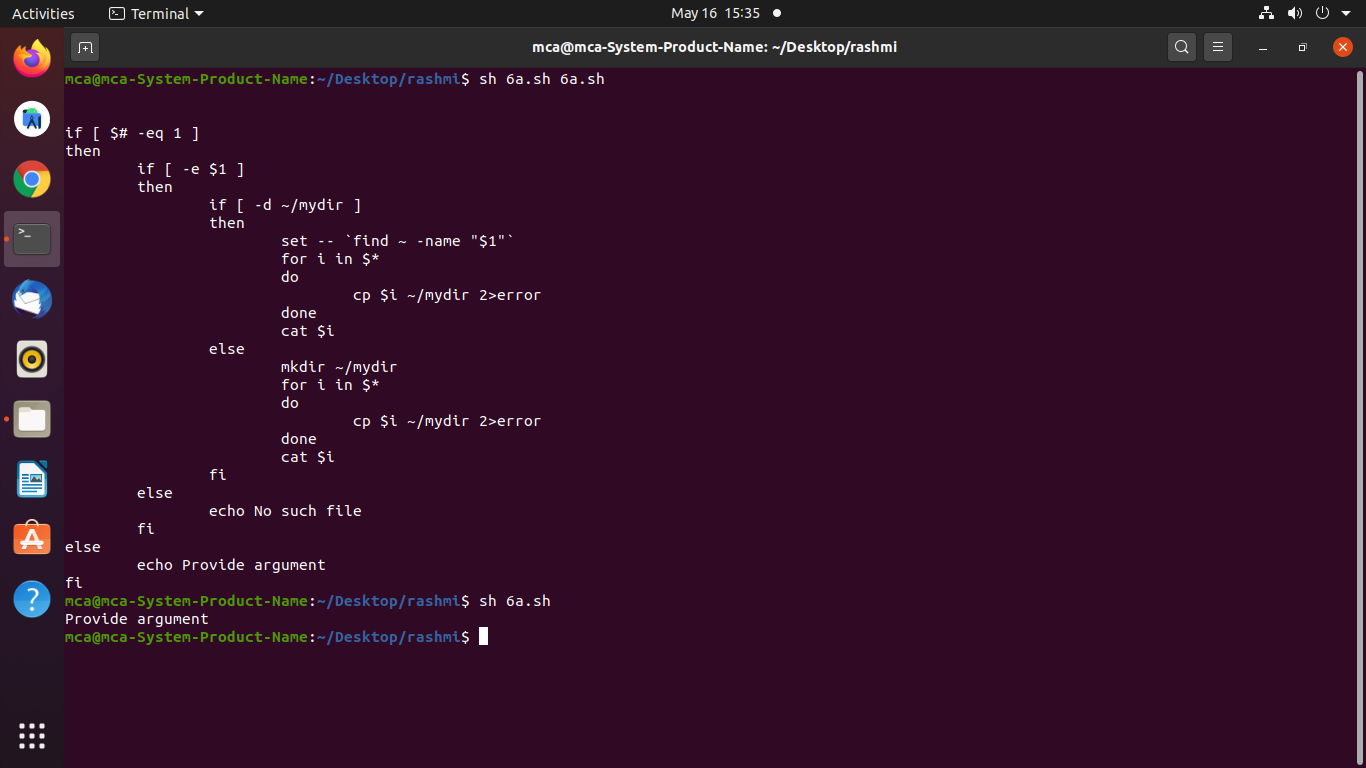 Activities Terminal May 16 15:35
mca@mca-System-Product-Name: ~/Desktop/rashmi
mca@mca-System-Product-Name:~/Desktop/rashmi$ sh 6a.sh 6a.sh
if [ $# -eq 1 ]
then
        if [ -e $1 ]
        then
                if [ -d ~/mydir ]
                then
                        set -- `find ~ -name "$1"`
                        for i in $*
                        do
                                cp $i ~/mydir 2>error
                        done
                        cat $i
                else
                        mkdir ~/mydir
                        for i in $*
                        do
                                cp $i ~/mydir 2>error
                        done
                        cat $i
                fi
        else
                echo No such file
        fi
else
        echo Provide argument
fi
mca@mca-System-Product-Name:~/Desktop/rashmi$ sh 6a.sh
Provide argument
mca@mca-System-Product-Name:~/Desktop/rashmi$